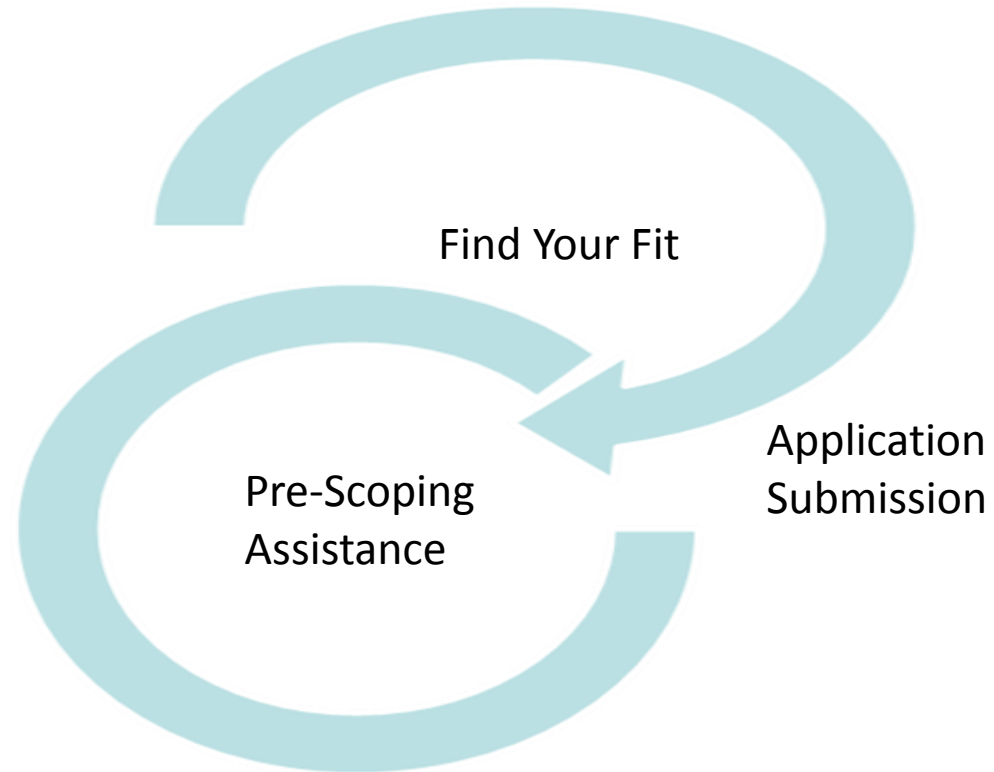 Find Your Fit
Pre-Scoping
Assistance
Application
Submission